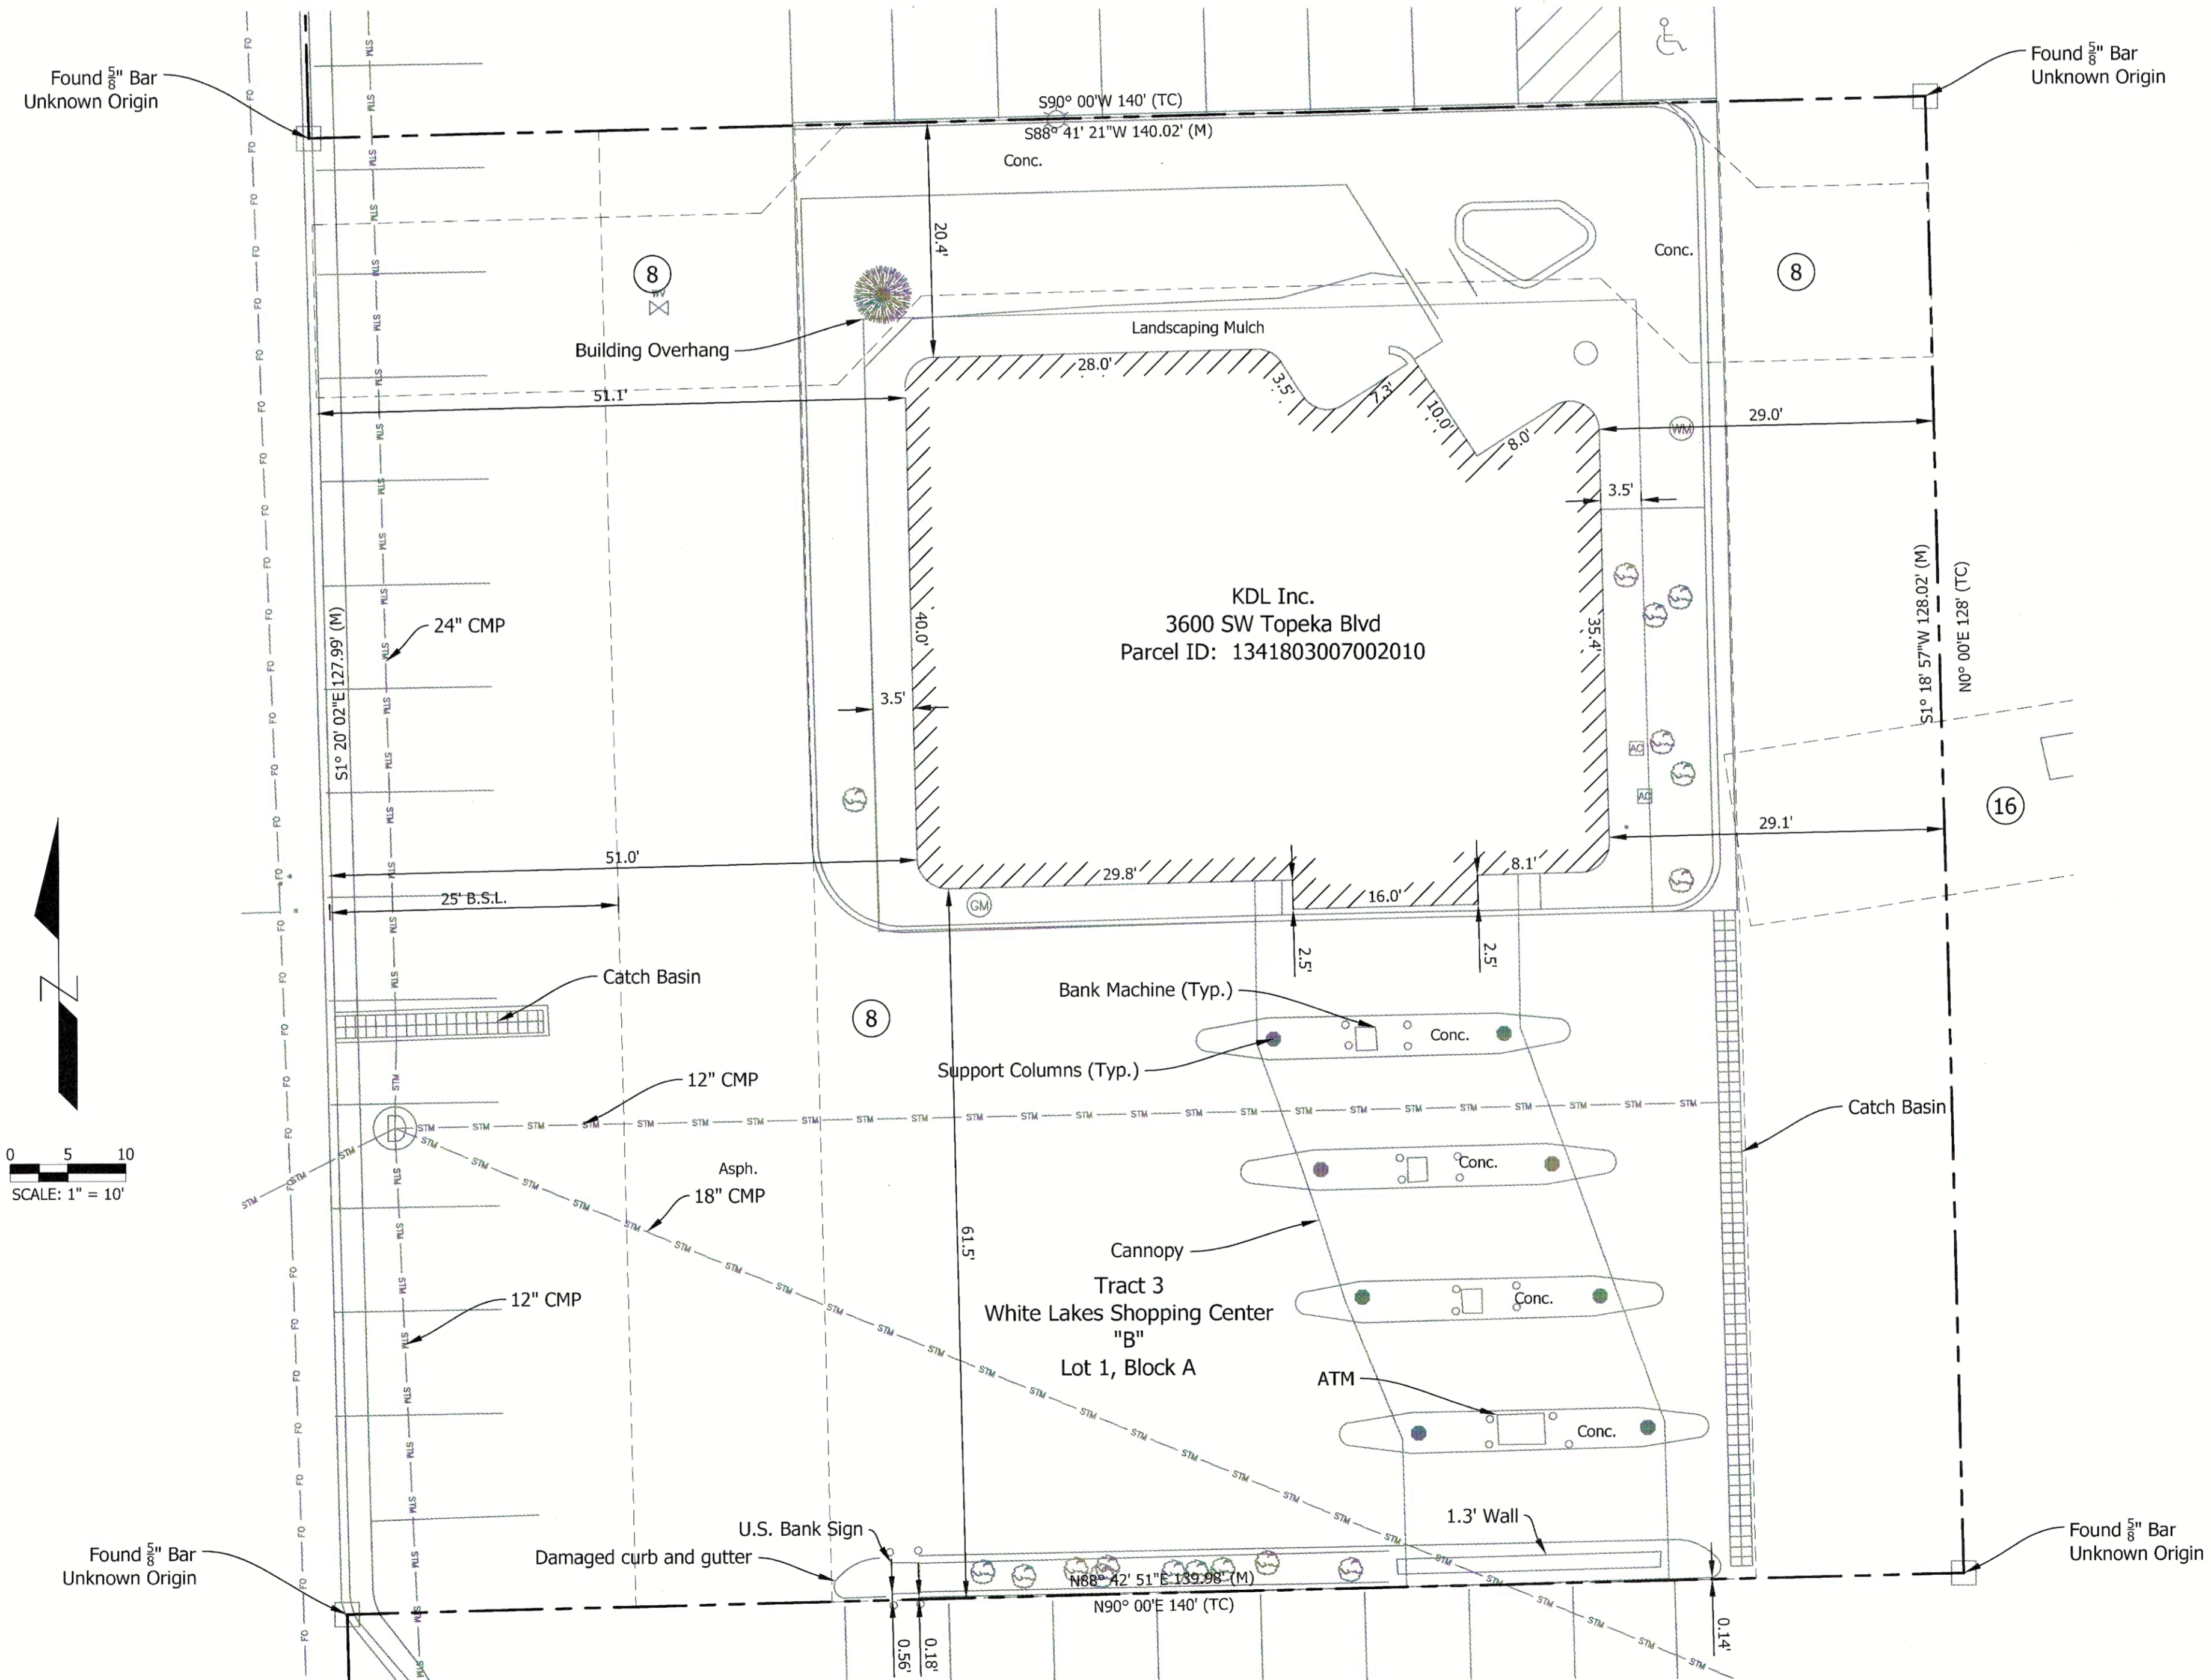 Found 5/8" Bar
Unknown Origin
Found 5/8" Bar
Unknown Origin
S90° 00'W 140' (TC)
S88° 41' 21"W 140.02' (M)
Conc.
Conc.
20.4'
8
WV
8
Building Overhang
Landscaping Mulch
28.0'
3.5'
7.3'
10.0'
8.0'
51.1'
29.0'
WM
3.5'
KDL Inc.
3600 SW Topeka Blvd
Parcel ID: 1341803007002010
40.0'
35.4'
24" CMP
S1° 20' 02"E 127.99' (M)
S1° 18' 57"W 128.02' (M)
N0° 00'E 128' (TC)
3.5'
AC
AC
16
29.1'
51.0'
25' B.S.L.
29.8'
8.1'
16.0'
GM
2.5'
2.5'
Catch Basin
Bank Machine (Typ.)
8
Conc.
Support Columns (Typ.)
12" CMP
Catch Basin
D
N
0 5 10
SCALE: 1" = 10'
Asph.
18" CMP
Conc.
61.5'
Cannopy
Tract 3
White Lakes Shopping Center
"B"
Lot 1, Block A
12" CMP
Conc.
ATM
Conc.
1.3' Wall
U.S. Bank Sign
Damaged curb and gutter
Found 5/8" Bar
Unknown Origin
Found 5/8" Bar
Unknown Origin
N88° 42' 51"E 139.98' (M)
N90° 00'E 140' (TC)
0.56'
0.18'
0.14'
FO
STM